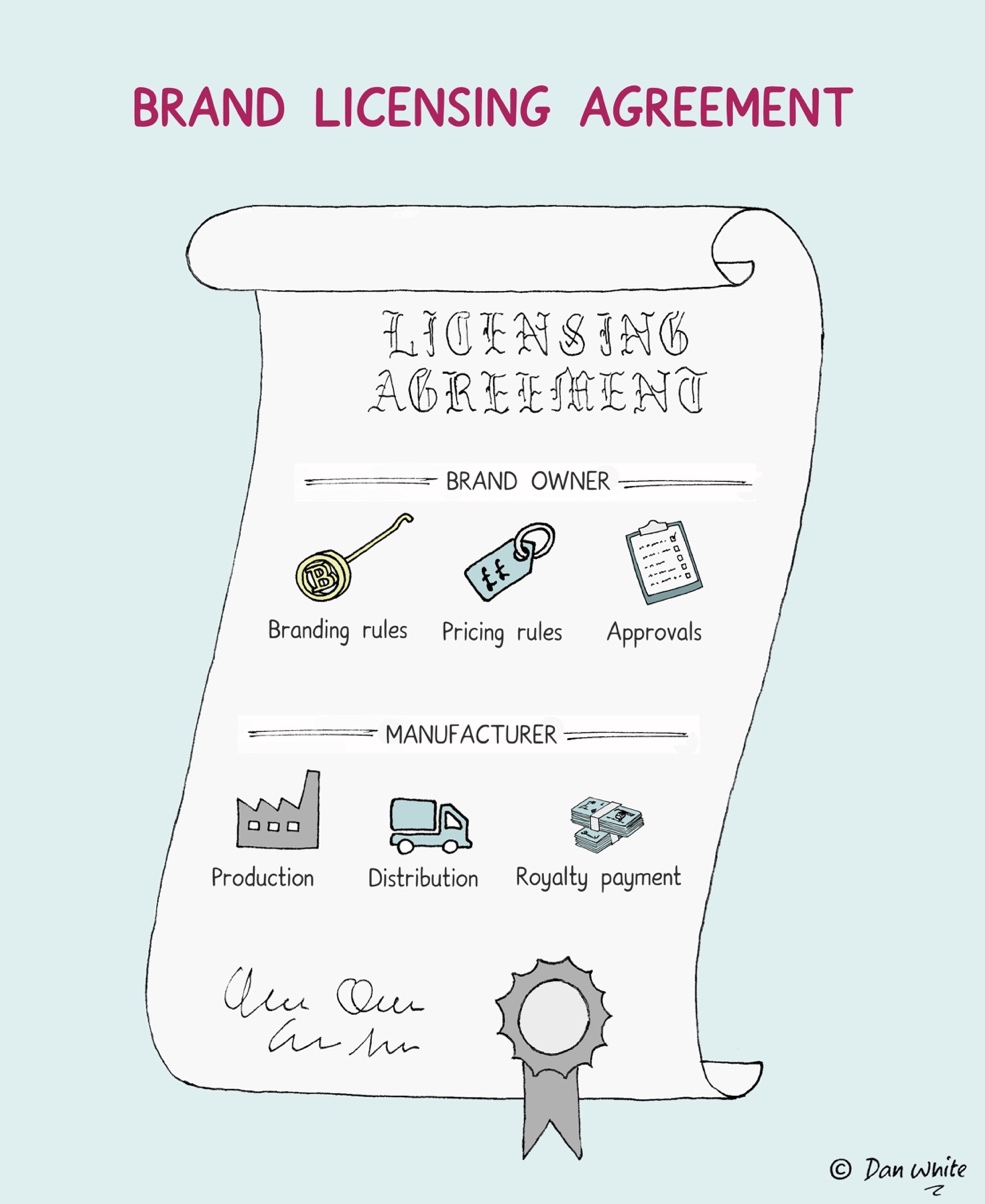 BRAND LICENSING AGREEMENT
LICENSING
AGREEMENT
BRAND OWNER
B
££
Branding rules Pricing rules Approvals
MANUFACTURER
Production Distribution Royalty payment
© Dan White